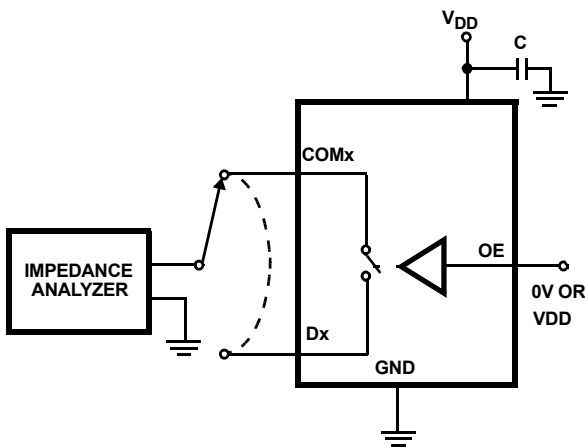 VDD
C
COMx
IMPEDANCE
ANALYZER
OE
0V OR
VDD
Dx
GND